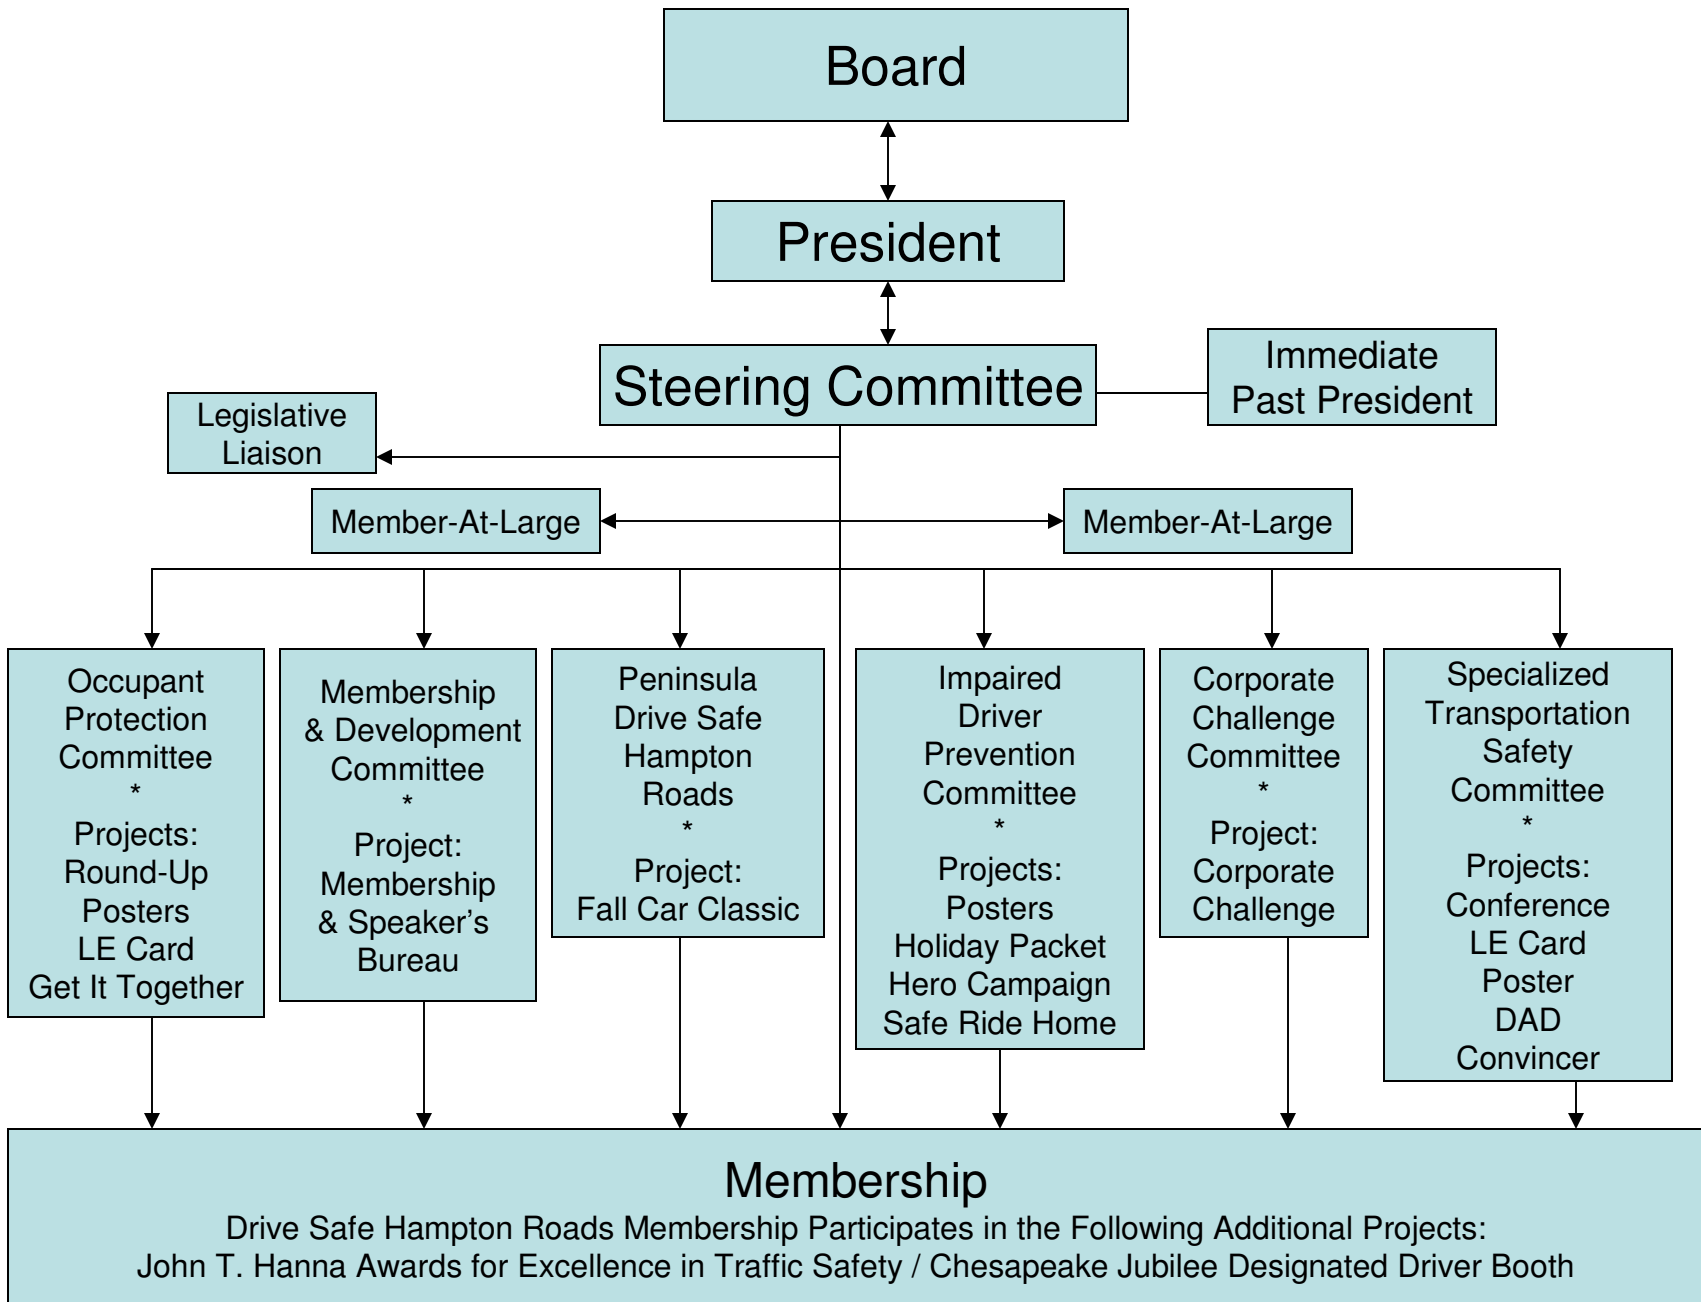 Board
President
Steering Committee
Immediate
Past President
Legislative
Liaison
Member-At-Large
Member-At-Large
Occupant
Protection
Committee
*
Projects:
Round-Up
Posters
LE Card
Get It Together
Membership
& Development
Committee
*
Project:
Membership
& Speaker’s
Bureau
Peninsula
Drive Safe
Hampton
Roads
*
Project:
Fall Car Classic
Impaired
Driver
Prevention
Committee
*
Projects:
Posters
Holiday Packet
Hero Campaign
Safe Ride Home
Corporate
Challenge
Committee
*
Project:
Corporate
Challenge
Specialized
Transportation
Safety
Committee
*
Projects:
Conference
LE Card
Poster
DAD
Convincer
Membership
Drive Safe Hampton Roads Membership Participates in the Following Additional Projects:
John T. Hanna Awards for Excellence in Traffic Safety / Chesapeake Jubilee Designated Driver Booth